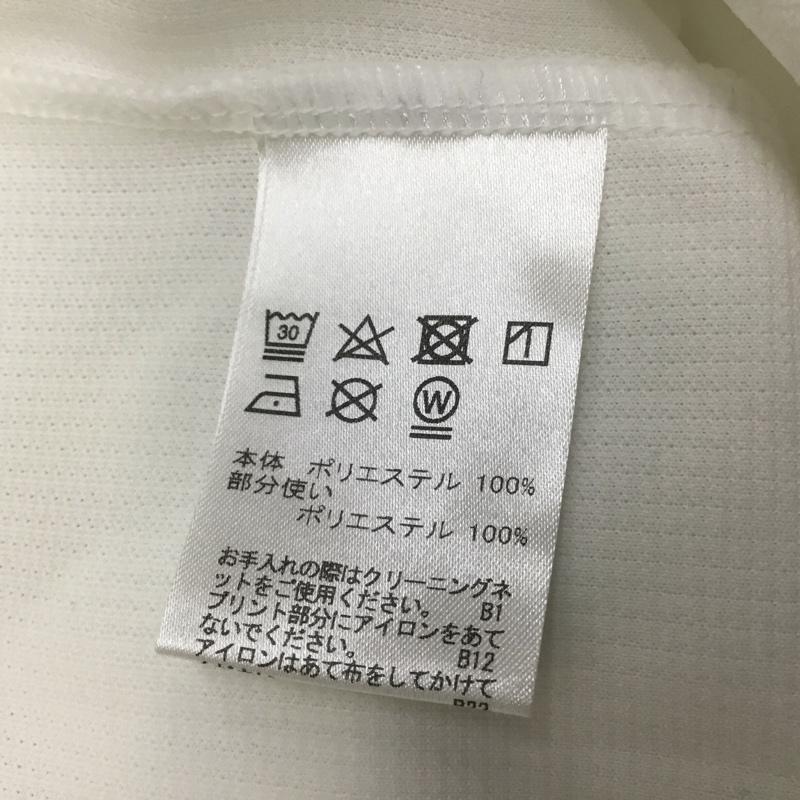 30
W
本体 ポリエステル 100%
部分使い
ポリエステル 100%
お手入れの際はクリーニングネ
ットをご使用ください。 B1
プリント部分にアイロンをあて
ないでください。 B12
アイロンはあて布をしてかけて